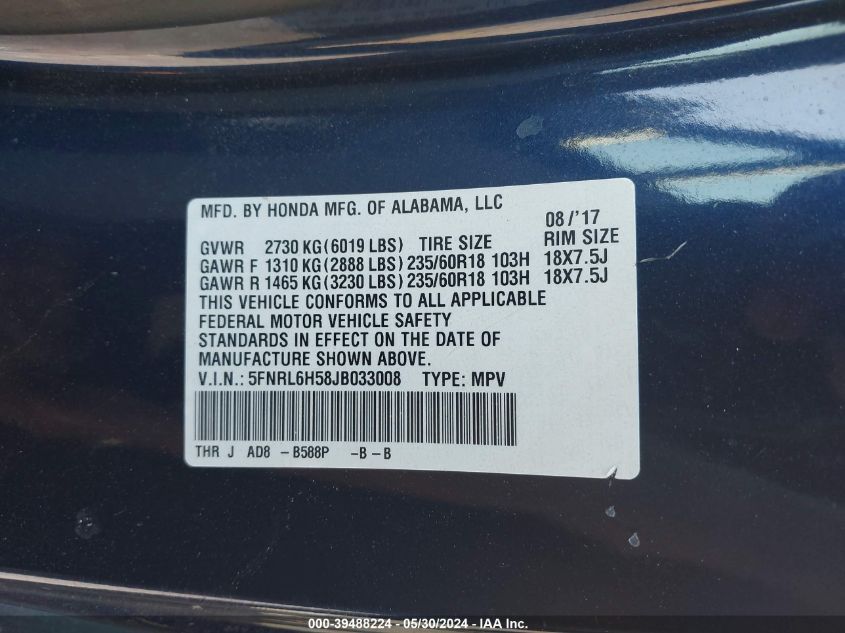 MFD. BY HONDA MFG. OF ALABAMA, LLC
08/'17
GVWR 2730 KG(6019 LBS) TIRE SIZE RIM SIZE
GAWR F 1310 KG(2888 LBS) 235/60R18 103H 18X7.5J
GAWR R 1465 KG(3230 LBS) 235/60R18 103H 18X7.5J
THIS VEHICLE CONFORMS TO ALL APPLICABLE
FEDERAL MOTOR VEHICLE SAFETY
STANDARDS IN EFFECT ON THE DATE OF
MANUFACTURE SHOWN ABOVE.
V.I.N.: 5FNRL6H58JB033008 TYPE: MPV
THR J AD8 -B588P -B-B
000-39488224 - 05/30/2024 - IAA Inc.